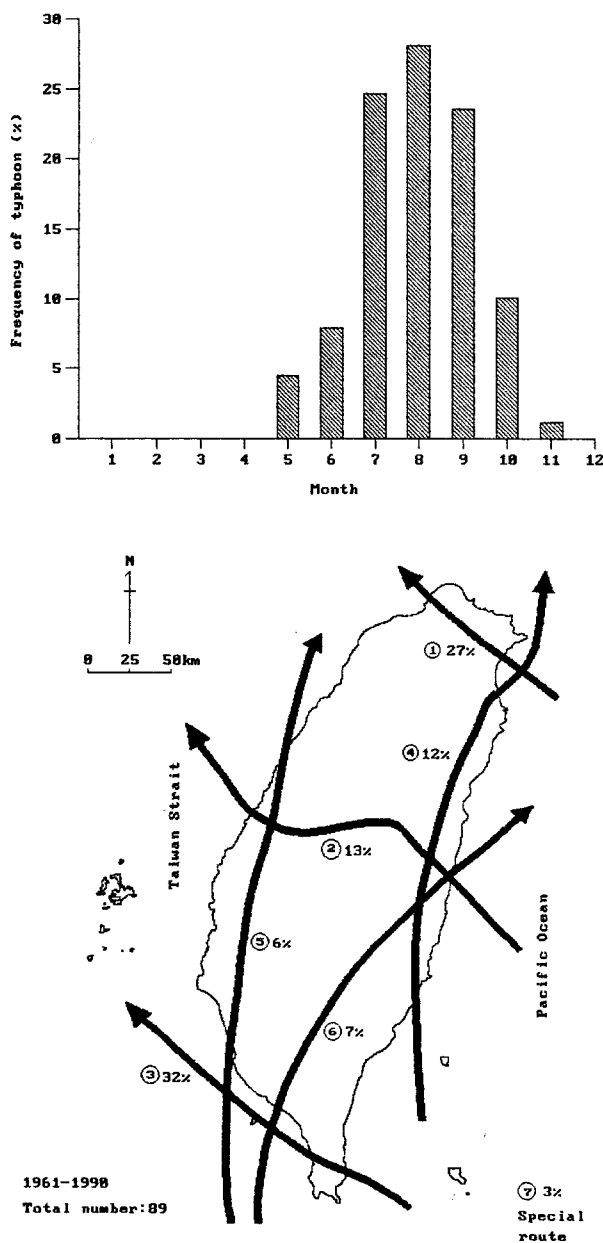 Frequency of typhoon (%)
30
25
20
15
10
5
0
1 2 3 4 5 6 7 8 9 10 11 12
Month
N
0 25 50km
① 27%
④ 12%
Taiwan Strait
② 13%
Pacific Ocean
⑤ 6%
⑥ 7%
③ 32%
1961-1990
Total number:89
⑦ 3%
Special
route